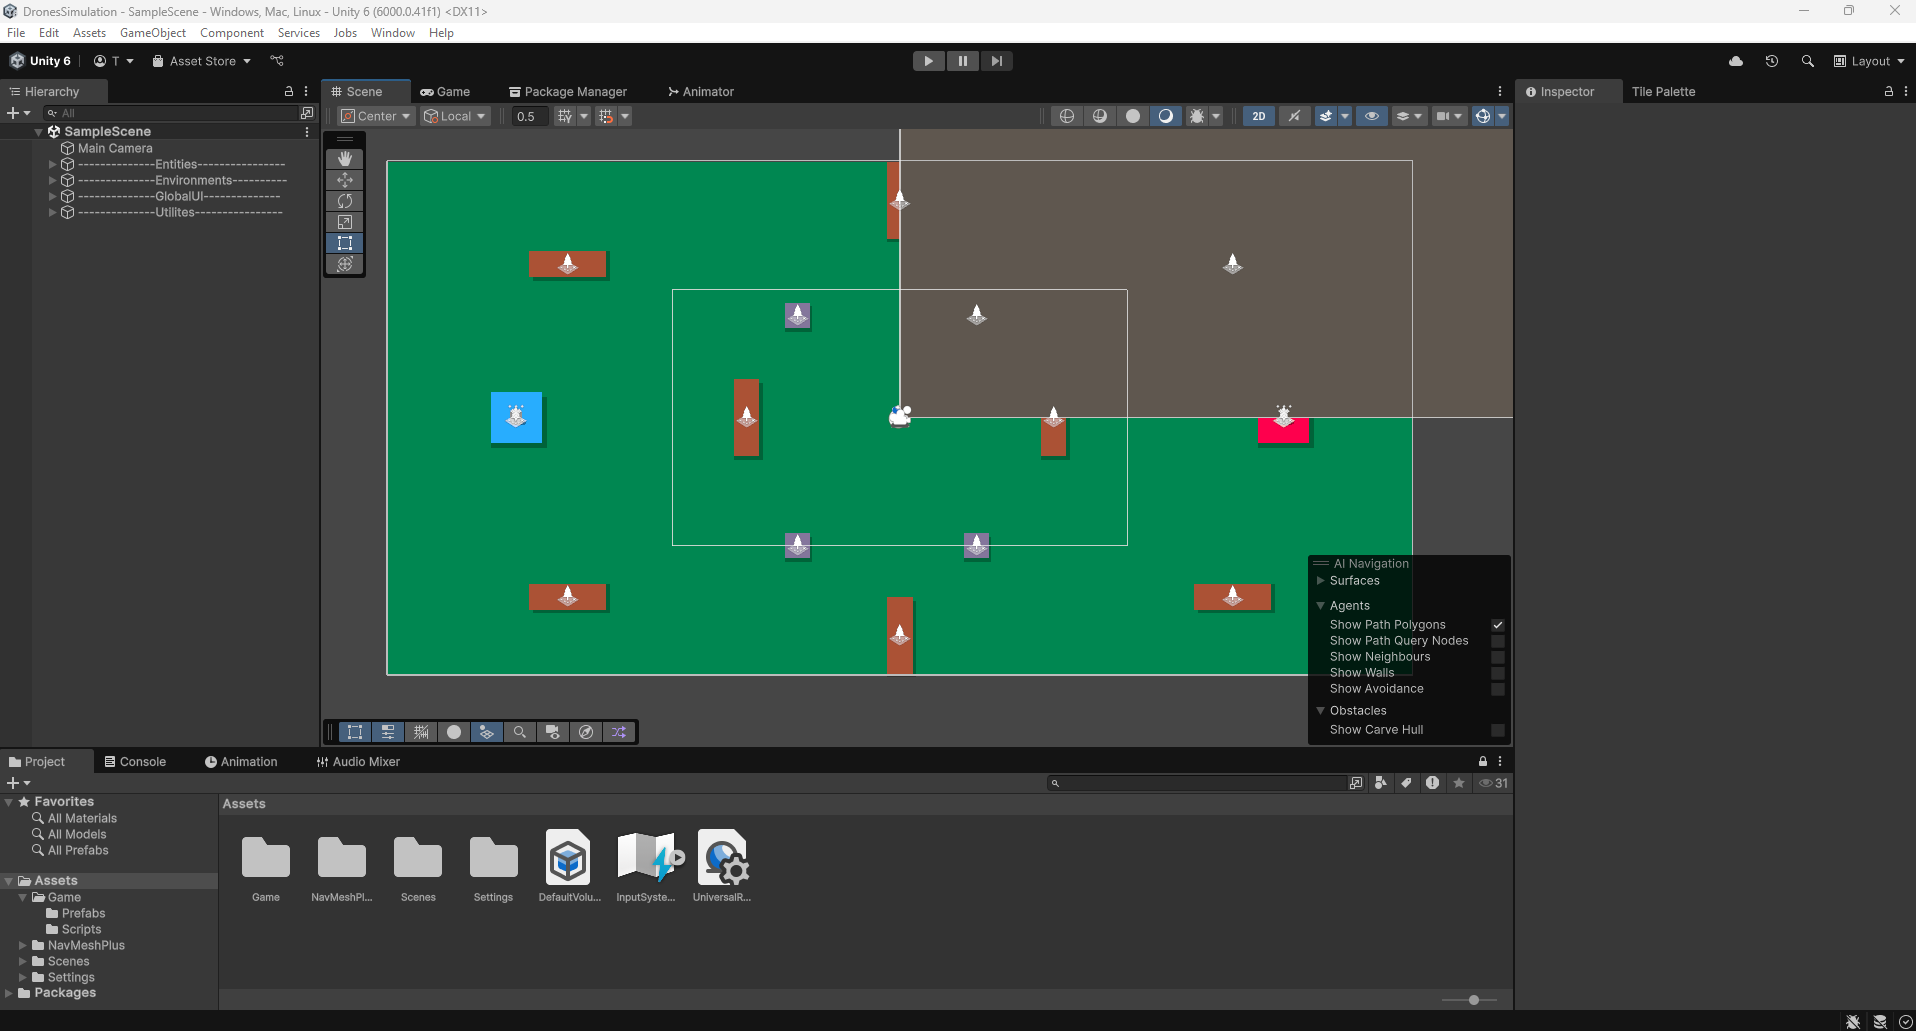 DronesSimulation - SampleScene - Windows, Mac, Linux - Unity 6 (6000.0.41f1) <DX11>
File Edit Assets GameObject Component Services Jobs Window Help
Unity 6 T Asset Store Layout
Hierarchy
All
SampleScene
Main Camera
--------------Entities----------------
--------------Environments----------
--------------GlobalUI--------------
--------------Utilites----------------
Scene Game Package Manager Animator
Center Local 0.5 2D
AI Navigation
Surfaces
Agents
Show Path Polygons
Show Path Query Nodes
Show Neighbours
Show Walls
Show Avoidance
Obstacles
Show Carve Hull
Inspector Tile Palette
Project Console Animation Audio Mixer
31
Favorites
All Materials
All Models
All Prefabs
Assets
Game
Prefabs
Scripts
NavMeshPlus
Scenes
Settings
Packages
Assets
Game NavMeshPl... Scenes Settings DefaultVolu... InputSyste... UniversalR...